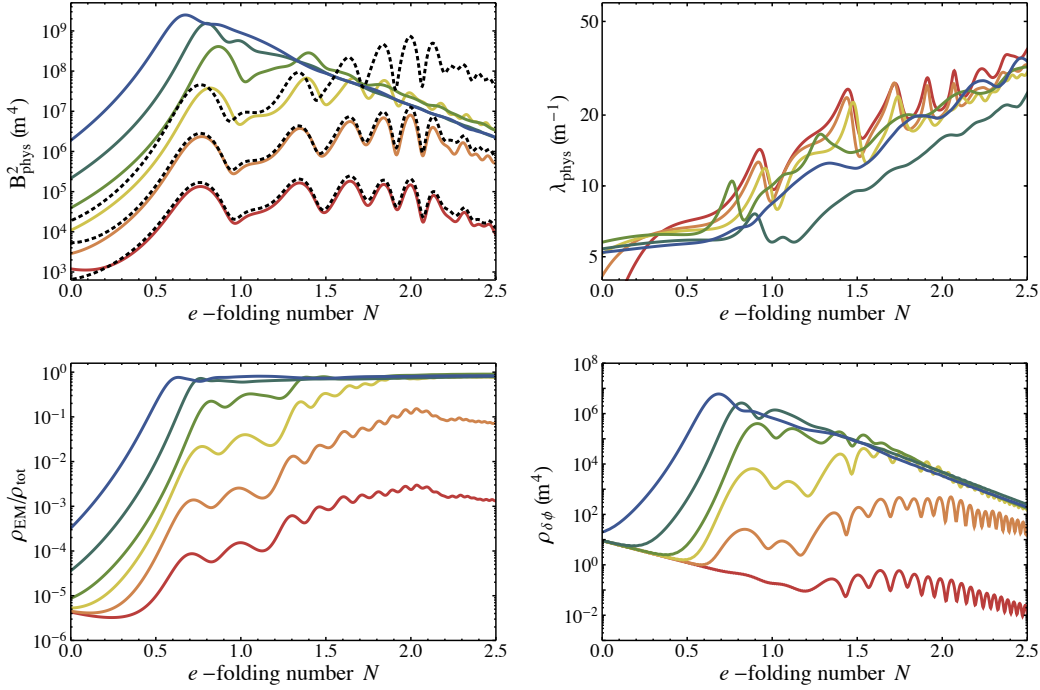 B²phys (m⁴)
10⁹
10⁸
10⁷
10⁶
10⁵
10⁴
10³
0.0 0.5 1.0 1.5 2.0 2.5
e −folding number N
λphys (m⁻¹)
50
20
10
5
0.0 0.5 1.0 1.5 2.0 2.5
e −folding number N
ρEM/ρtot
10⁰
10⁻¹
10⁻²
10⁻³
10⁻⁴
10⁻⁵
10⁻⁶
0.0 0.5 1.0 1.5 2.0 2.5
e −folding number N
ρδϕ (m⁴)
10⁸
10⁶
10⁴
10²
10⁰
10⁻²
0.0 0.5 1.0 1.5 2.0 2.5
e −folding number N